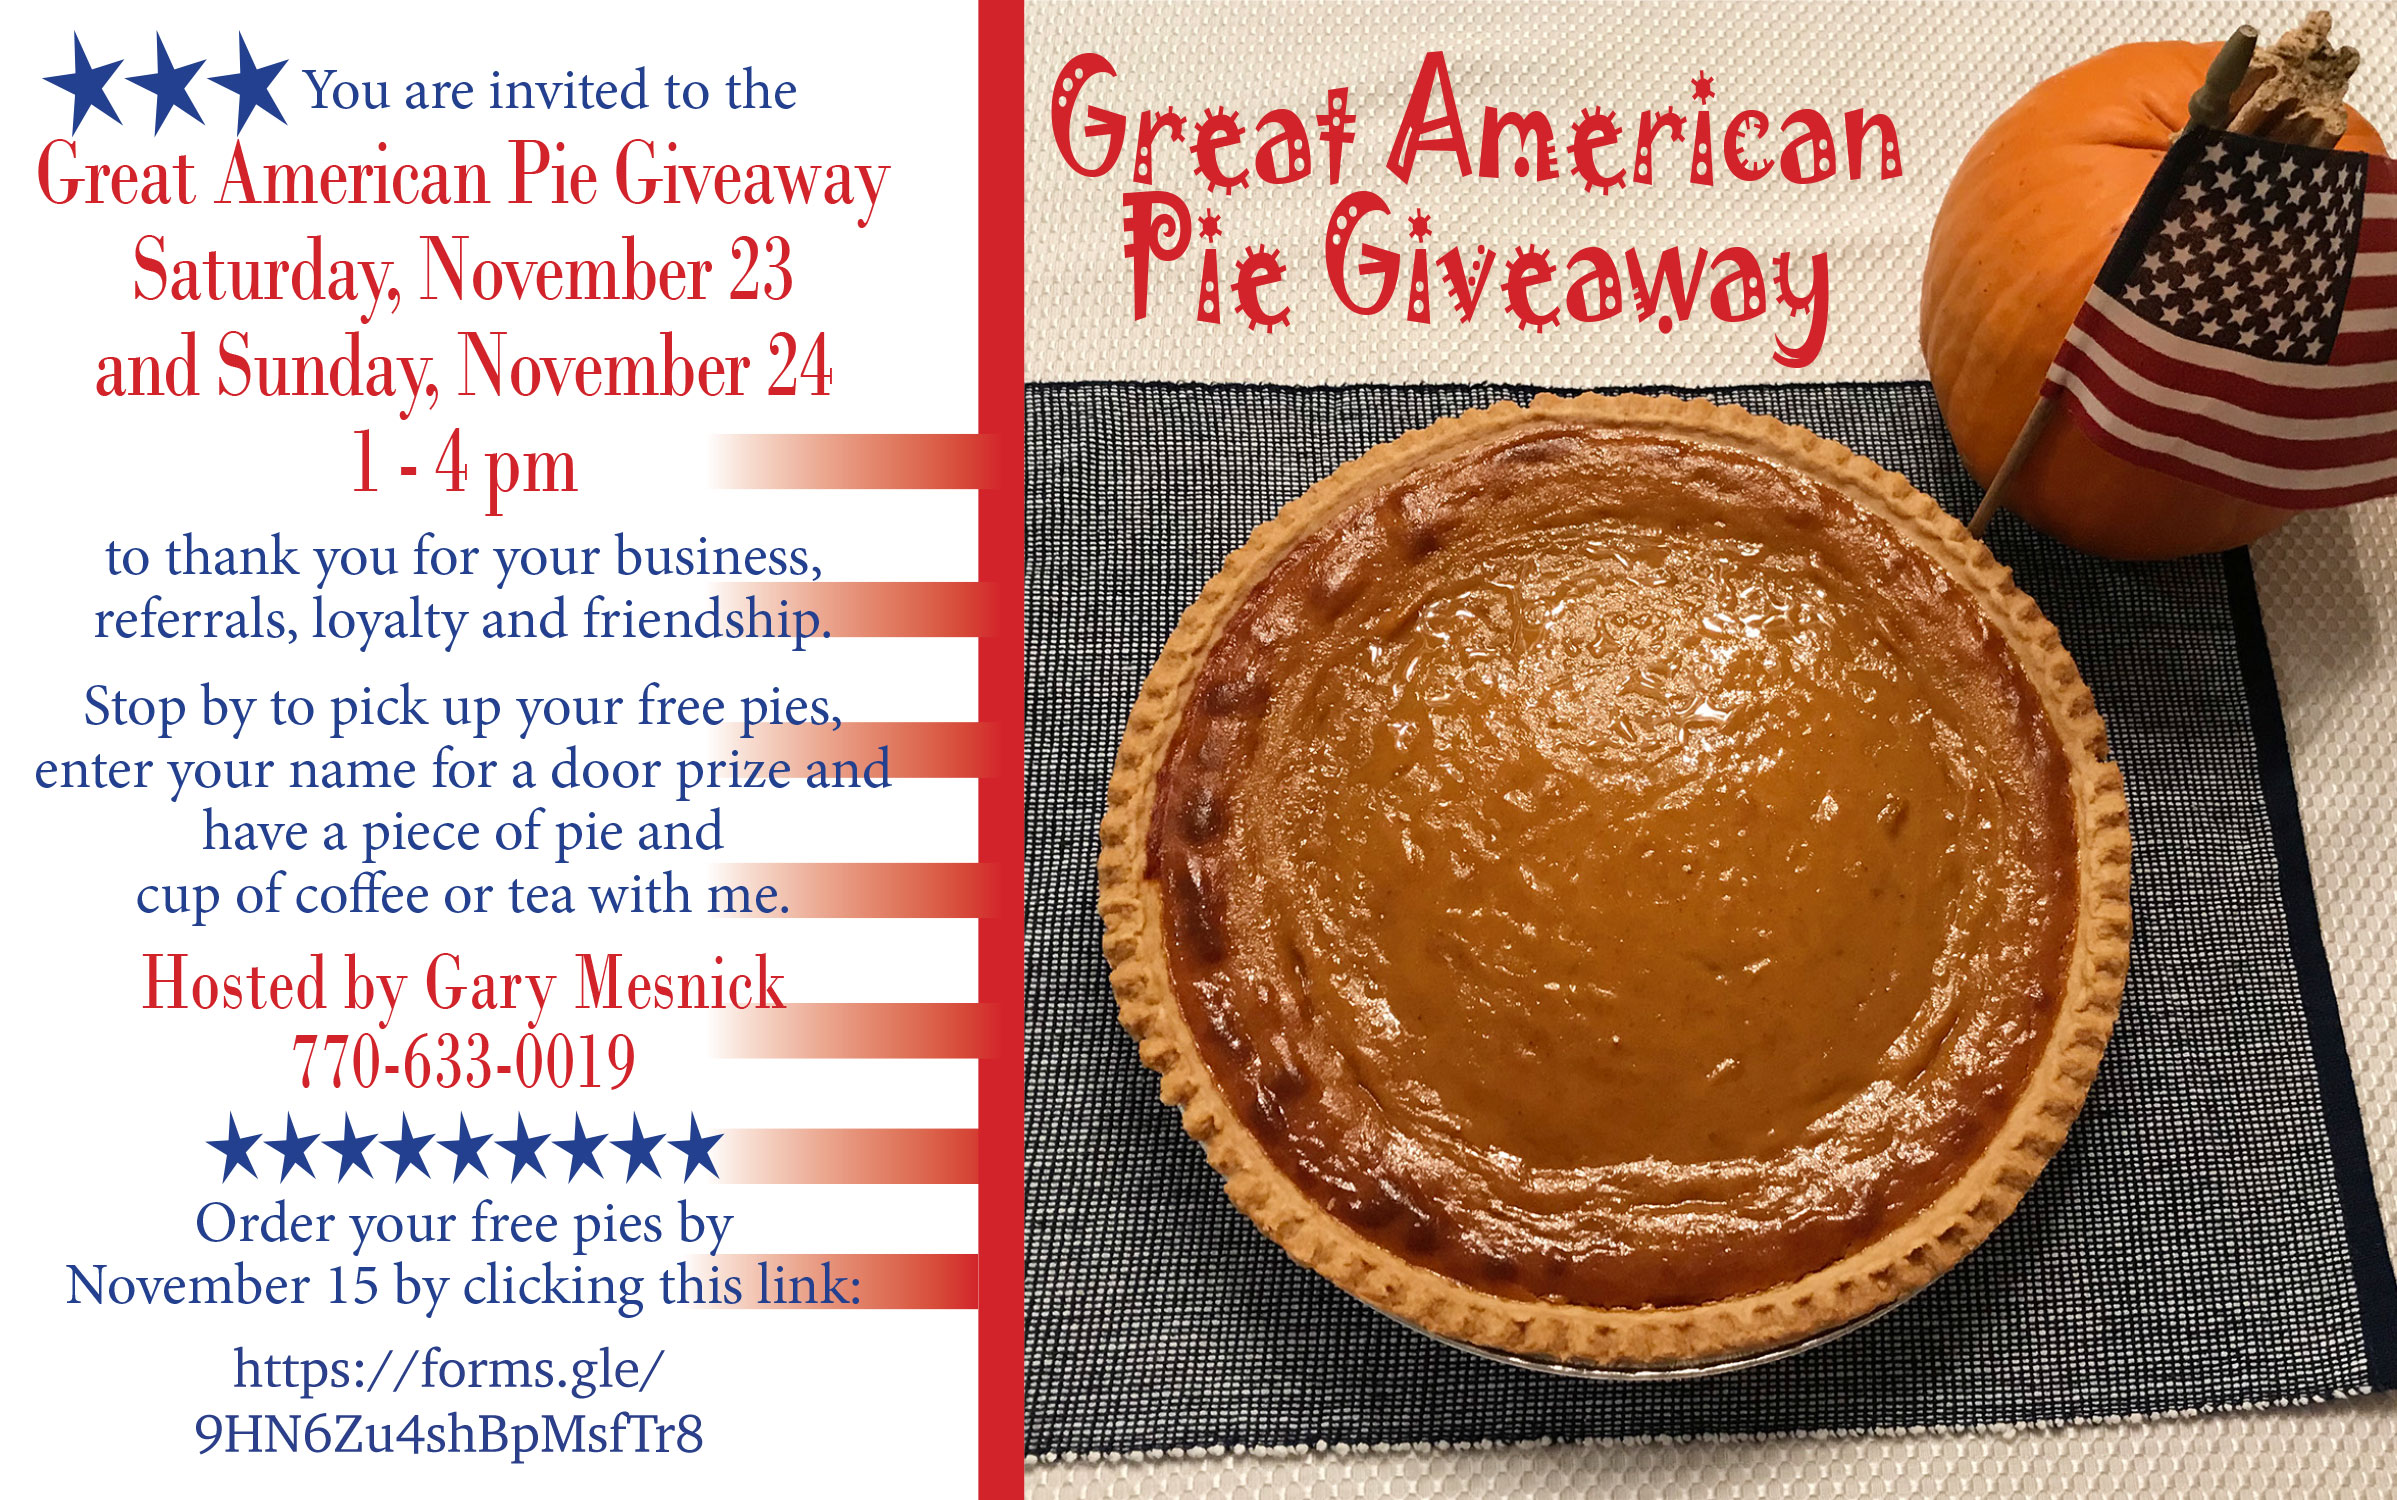 You are invited to the
Great American Pie Giveaway
Saturday, November 23
and Sunday, November 24
1 - 4 pm
to thank you for your business,
referrals, loyalty and friendship.
Stop by to pick up your free pies,
enter your name for a door prize and
have a piece of pie and
cup of coffee or tea with me.
Hosted by Gary Mesnick
770-633-0019
Order your free pies by
November 15 by clicking this link:
https://forms.gle/
9HN6Zu4shBpMsfTr8
Great American
Pie Giveaway